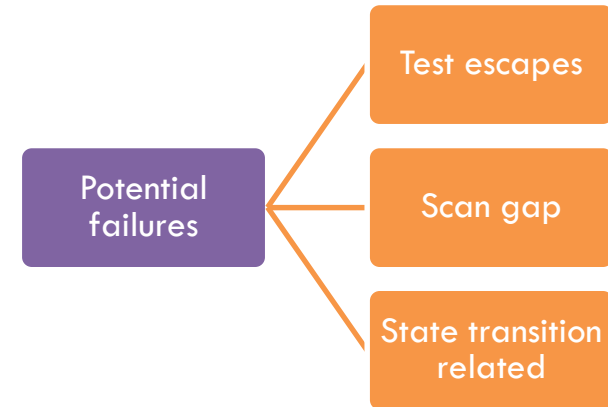 Potential
failures
Test escapes
Scan gap
State transition
related